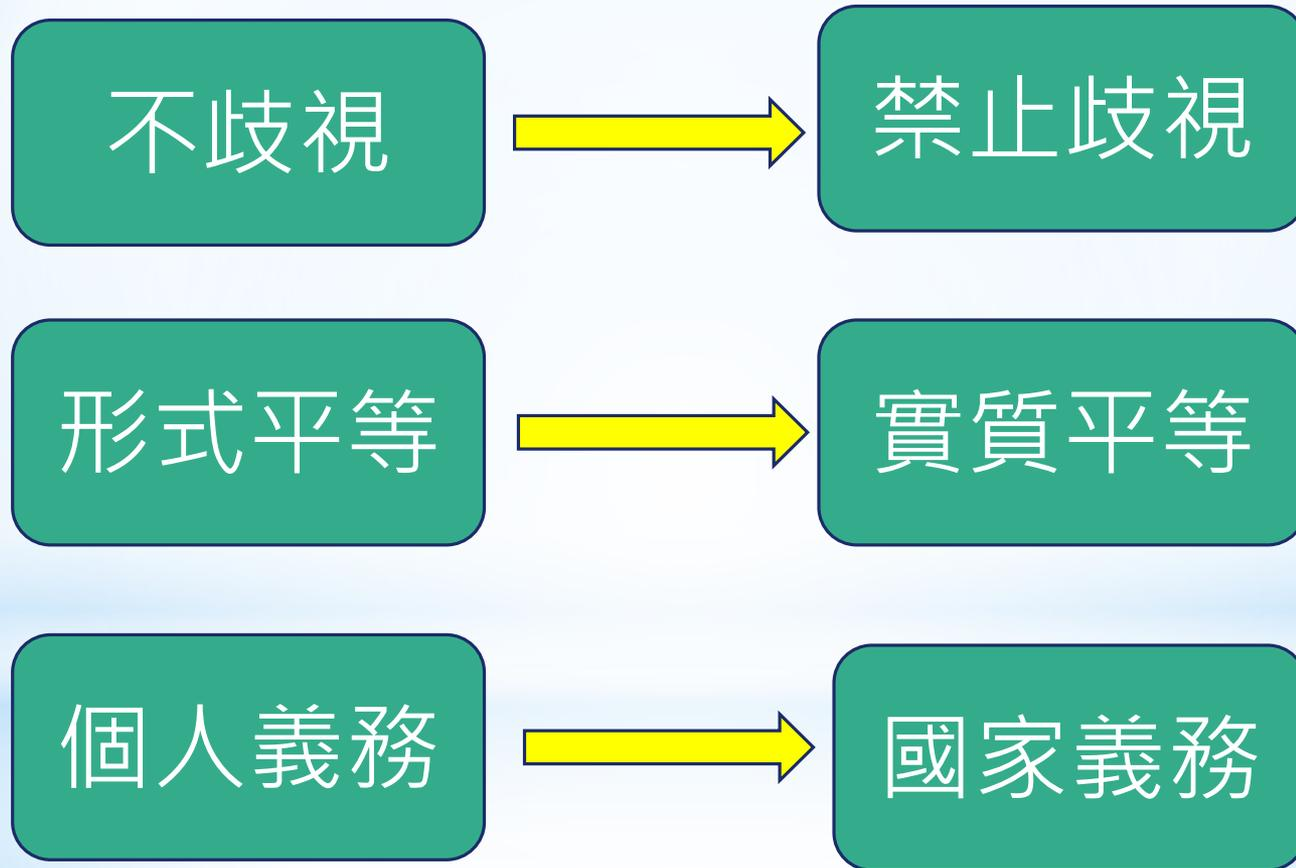 不歧視
禁止歧視
形式平等
實質平等
個人義務
國家義務